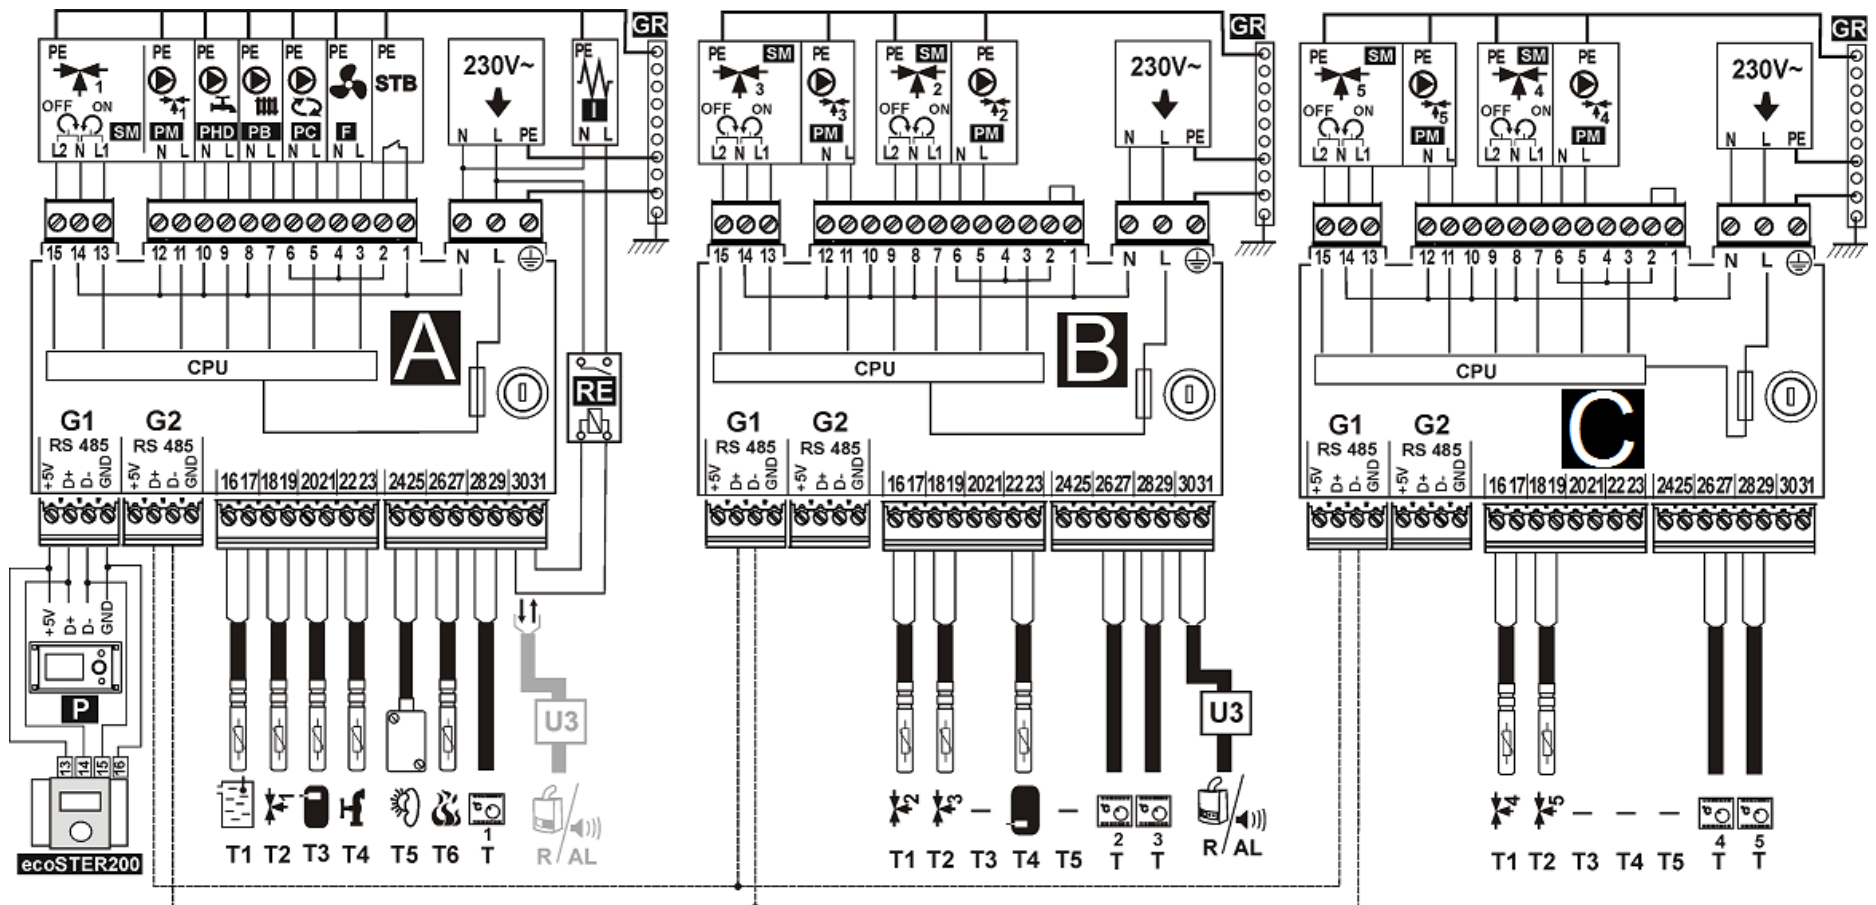 GR GR GR
PE PE PE PE PE PE PE 230V~ PE
1 1 STB I
OFF ON SM PM PHD PB PC F
L2 N L1 N L N L N L N L N L N L PE N L
PE SM PE PE SM PE 230V~
3 3 2 2
OFF ON PM OFF ON PM
L2 N L1 N L L2 N L1 N L N L PE
PE SM PE PE SM PE 230V~
5 5 4 4
OFF ON PM OFF ON PM
L2 N L1 N L L2 N L1 N L N L PE
15 14 13 12 11 10 9 8 7 6 5 4 3 2 1 N L
15 14 13 12 11 10 9 8 7 6 5 4 3 2 1 N L
15 14 13 12 11 10 9 8 7 6 5 4 3 2 1 N L
CPU A RE
CPU B
CPU C
G1 G2
RS 485 RS 485
+5V D+ D- GND +5V D+ D- GND
16 17 18 19 20 21 22 23 24 25 26 27 28 29 30 31
G1 G2
RS 485 RS 485
+5V D+ D- GND +5V D+ D- GND
16 17 18 19 20 21 22 23 24 25 26 27 28 29 30 31
G1 G2
RS 485 RS 485
+5V D+ D- GND +5V D+ D- GND
16 17 18 19 20 21 22 23 24 25 26 27 28 29 30 31
+5V D+ D- GND
P
13 14 15 16
ecoSTER200
U3
1 °C
1
T1 T2 T3 T4 T5 T6 T R/AL
U3
2 3 °C °C
2 3
T1 T2 T3 T4 T5 T T R/AL
4 5 °C °C
4 5
T1 T2 T3 T4 T5 T T